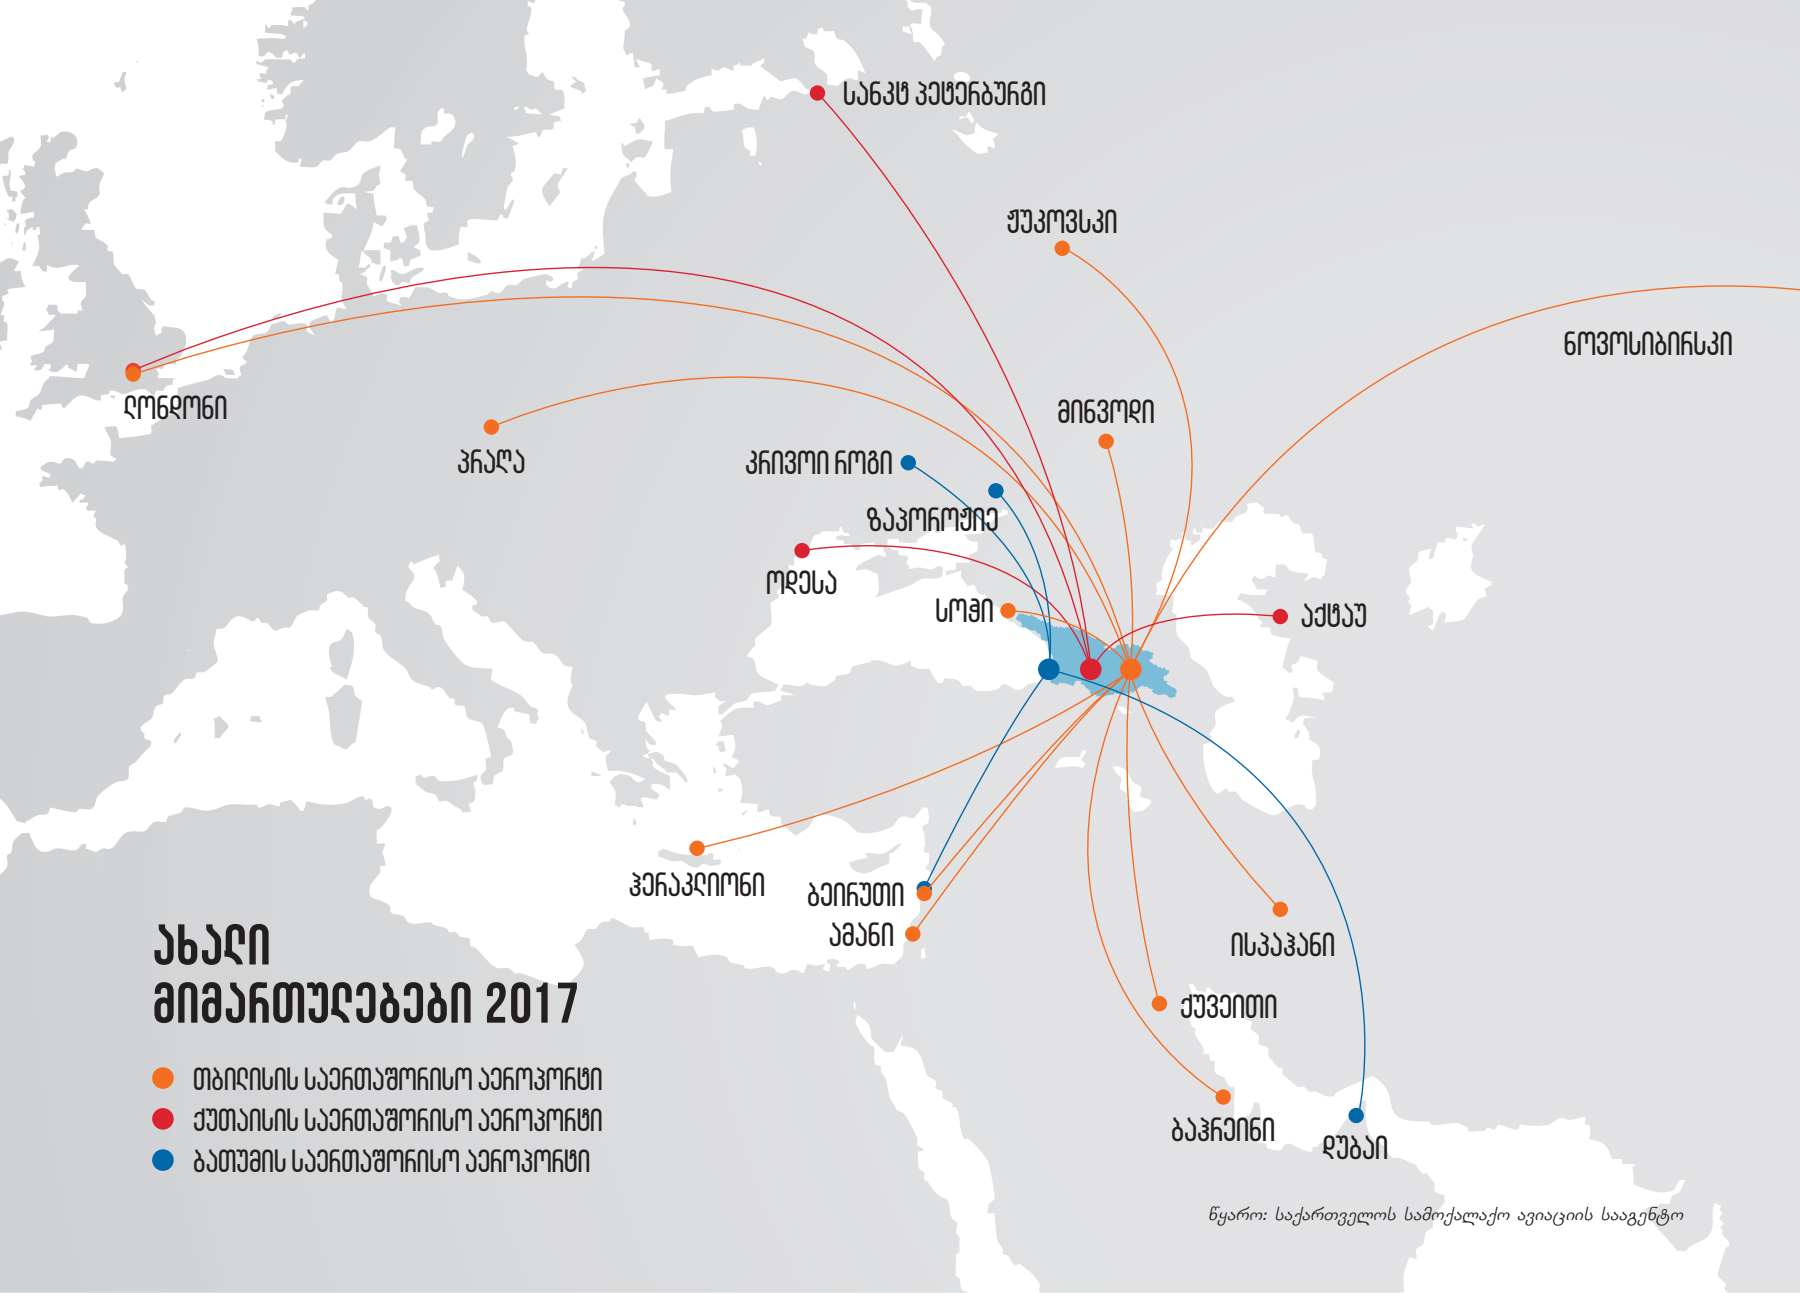 სანკტ პეტერბურგი
ჟუკოვსკი
ნოვოსიბირსკი
ლონდონი
მინვოდი
პრაღა
კრივოი როგი
ზაპოროჟიე
ოდესა
სოჭი
აქტაუ
ჰერაკლიონი
ბეირუთი
ამანი
ისპაჰანი
ქუვეითი
ბაჰრეინი
დუბაი
ახალი
მიმართულებები 2017
თბილისის საერთაშორისო აეროპორტი
ქუთაისის საერთაშორისო აეროპორტი
ბათუმის საერთაშორისო აეროპორტი
წყარო: საქართველოს სამოქალაქო ავიაციის სააგენტო